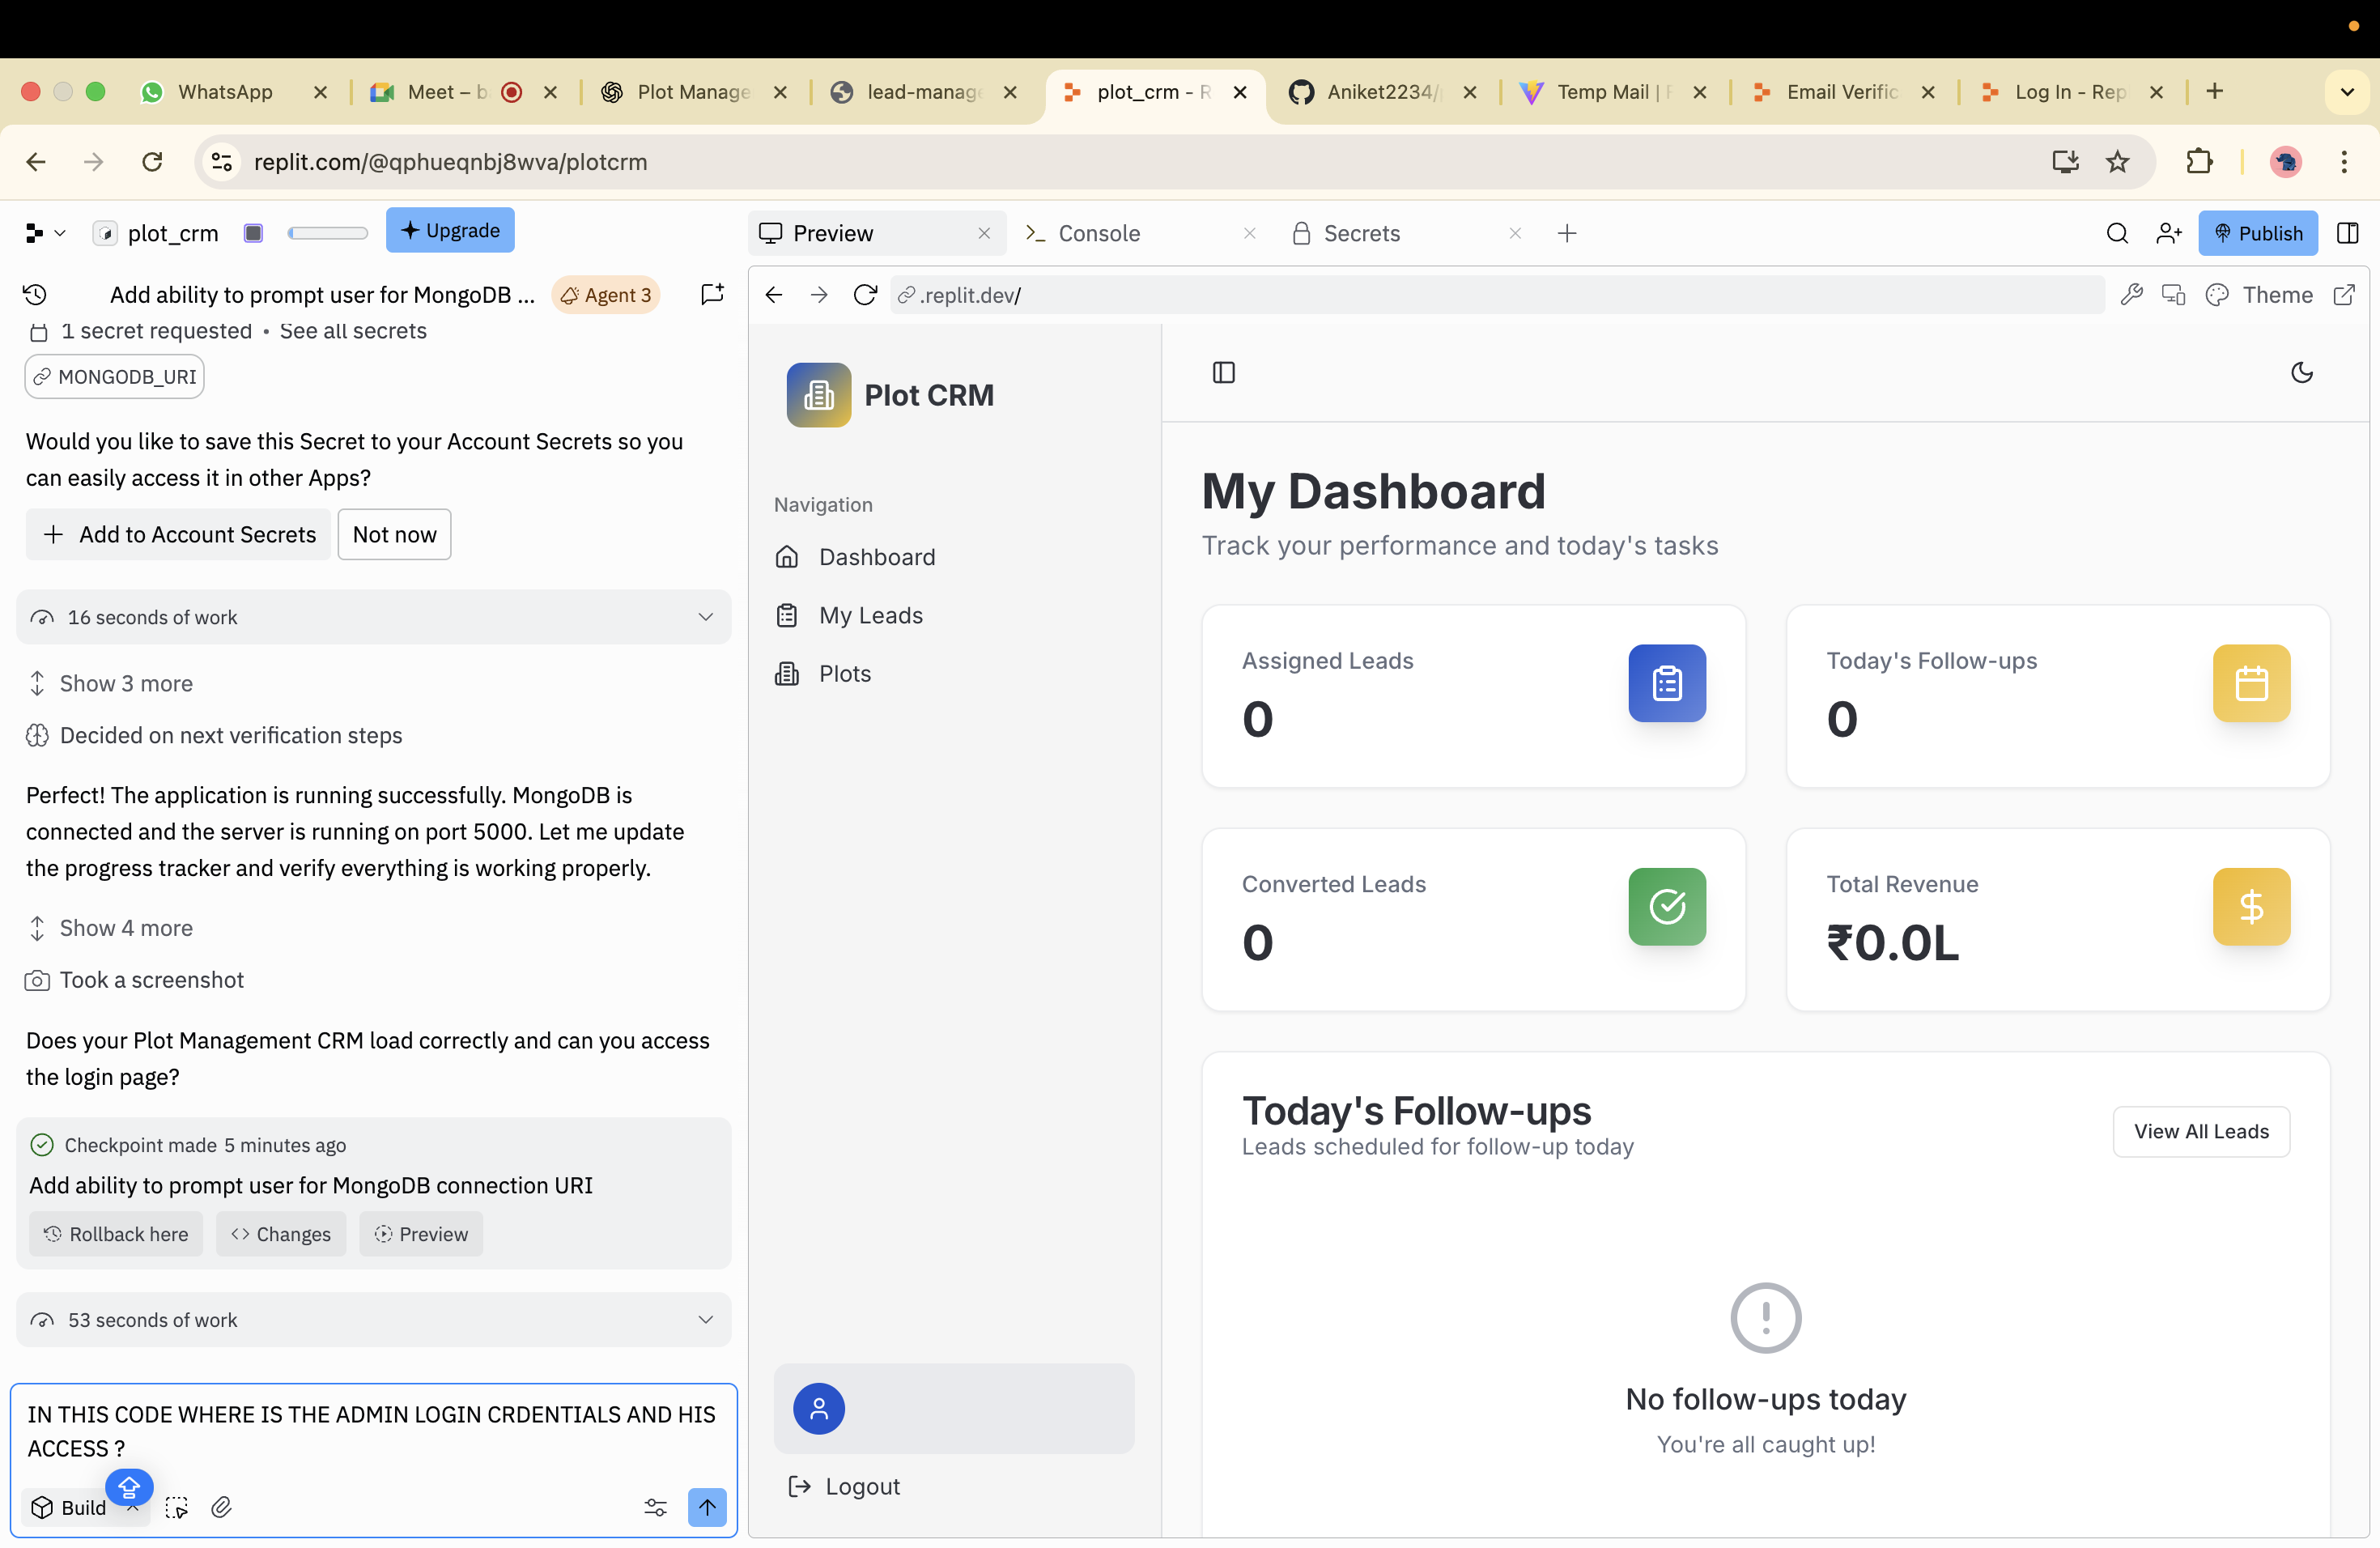 WhatsApp
Meet – b
Plot Manage
lead-manag
plot_crm - R
Aniket2234/
Temp Mail | F
Email Verific
Log In - Rep
replit.com/@qphueqnbj8wva/plotcrm
plot_crm
Upgrade
Preview
Console
Secrets
Publish
Add ability to prompt user for MongoDB ...
Agent 3
.replit.dev/
Theme
1 secret requested • See all secrets
MONGODB_URI
Would you like to save this Secret to your Account Secrets so you
can easily access it in other Apps?
Add to Account Secrets
Not now
16 seconds of work
Show 3 more
Decided on next verification steps
Perfect! The application is running successfully. MongoDB is
connected and the server is running on port 5000. Let me update
the progress tracker and verify everything is working properly.
Show 4 more
Took a screenshot
Does your Plot Management CRM load correctly and can you access
the login page?
Checkpoint made 5 minutes ago
Add ability to prompt user for MongoDB connection URI
Rollback here
Changes
Preview
53 seconds of work
IN THIS CODE WHERE IS THE ADMIN LOGIN CRDENTIALS AND HIS
ACCESS ?
Build
Plot CRM
Navigation
Dashboard
My Leads
Plots
Logout
My Dashboard
Track your performance and today's tasks
Assigned Leads
0
Today's Follow-ups
0
Converted Leads
0
Total Revenue
₹0.0L
Today's Follow-ups
Leads scheduled for follow-up today
View All Leads
No follow-ups today
You're all caught up!